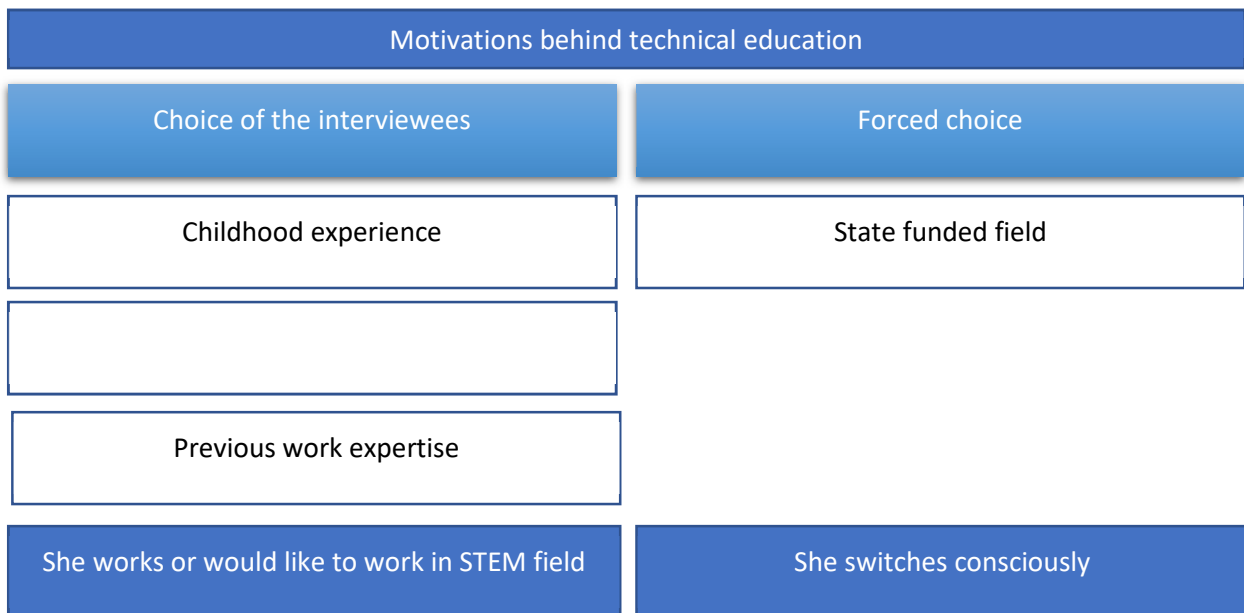 Motivations behind technical education
Choice of the interviewees
Forced choice
Childhood experience
State funded field
Previous work expertise
She works or would like to work in STEM field
She switches consciously